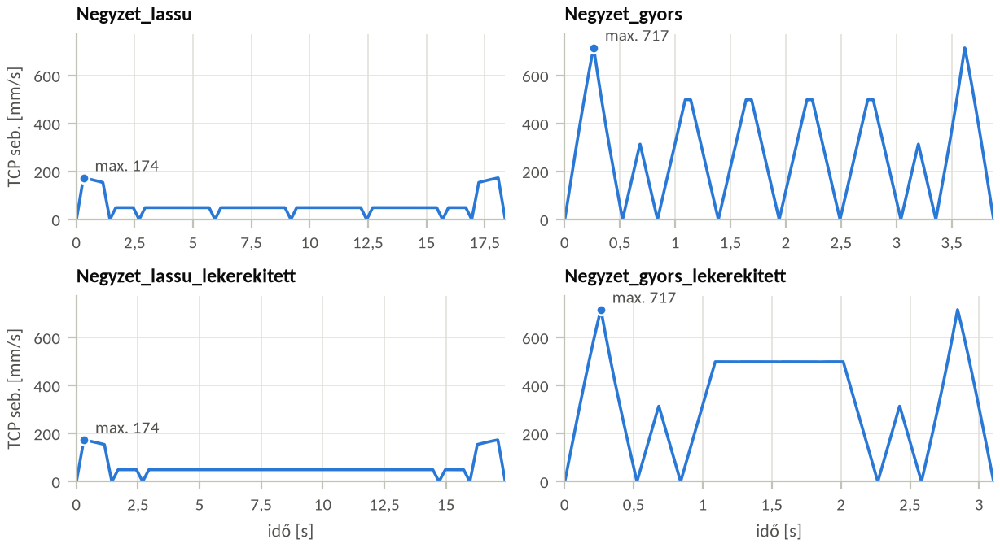 Negyzet_lassu
TCP seb. [mm/s]
600
400
200
0
max. 174
0 2,5 5 7,5 10 12,5 15 17,5
Negyzet_gyors
600
400
200
0
max. 717
0 0,5 1 1,5 2 2,5 3 3,5
Negyzet_lassu_lekerekitett
TCP seb. [mm/s]
600
400
200
0
max. 174
0 2,5 5 7,5 10 12,5 15
idő [s]
Negyzet_gyors_lekerekitett
600
400
200
0
max. 717
0 0,5 1 1,5 2 2,5 3
idő [s]